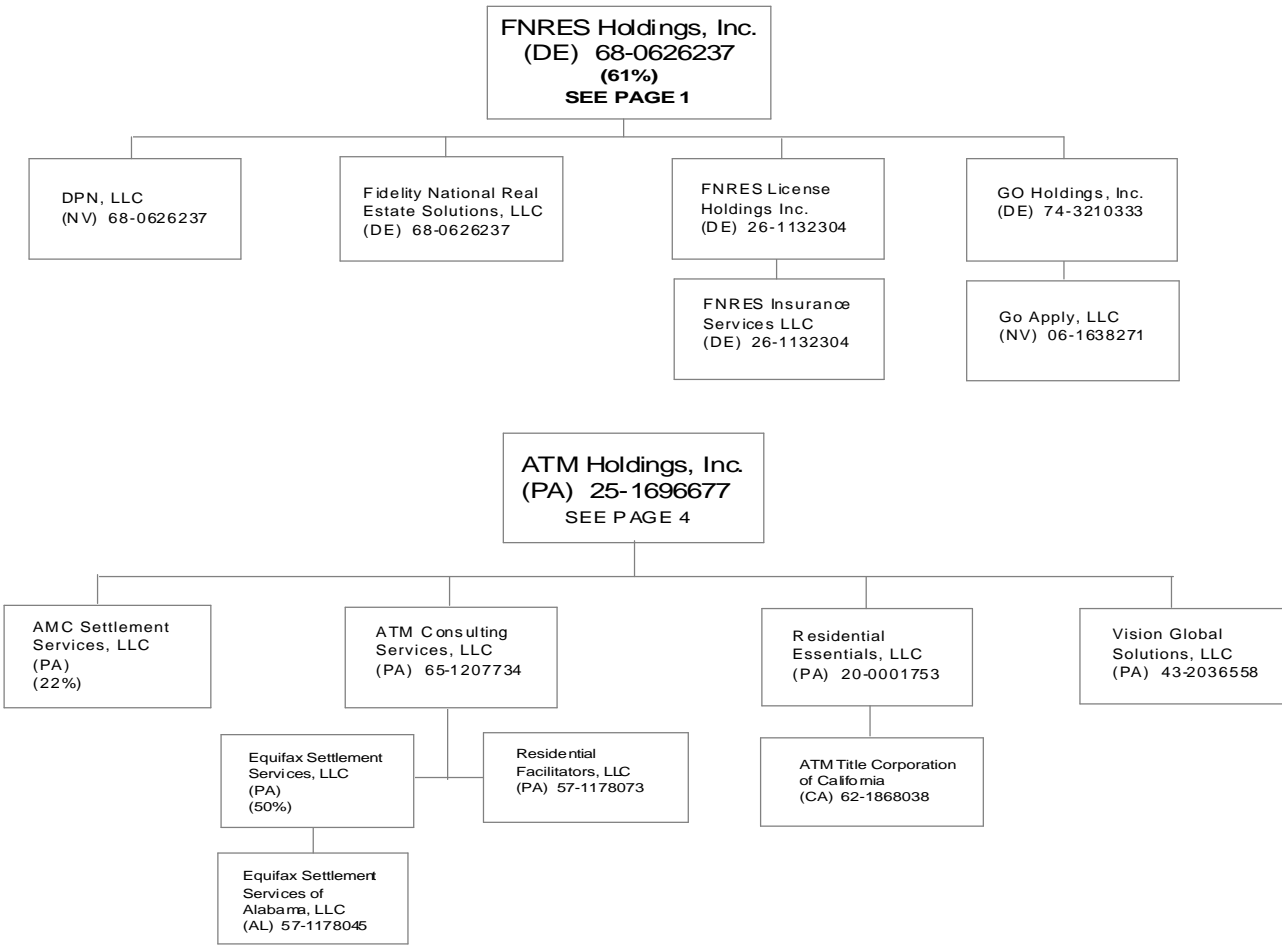 FNRES Holdings, Inc.
(DE) 68-0626237
(61%)
SEE PAGE 1
DPN, LLC
(NV) 68-0626237
Fidelity National Real
Estate Solutions, LLC
(DE) 68-0626237
FNRES License
Holdings Inc.
(DE) 26-1132304
GO Holdings, Inc.
(DE) 74-3210333
FNRES Insurance
Services LLC
(DE) 26-1132304
Go Apply, LLC
(NV) 06-1638271
ATM Holdings, Inc.
(PA) 25-1696677
SEE PAGE 4
AMC Settlement
Services, LLC
(PA)
(22%)
ATM Consulting
Services, LLC
(PA) 65-1207734
Residential
Essentials, LLC
(PA) 20-0001753
Vision Global
Solutions, LLC
(PA) 43-2036558
Equifax Settlement
Services, LLC
(PA)
(50%)
Residential
Facilitators, LLC
(PA) 57-1178073
ATM Title Corporation
of California
(CA) 62-1868038
Equifax Settlement
Services of
Alabama, LLC
(AL) 57-1178045